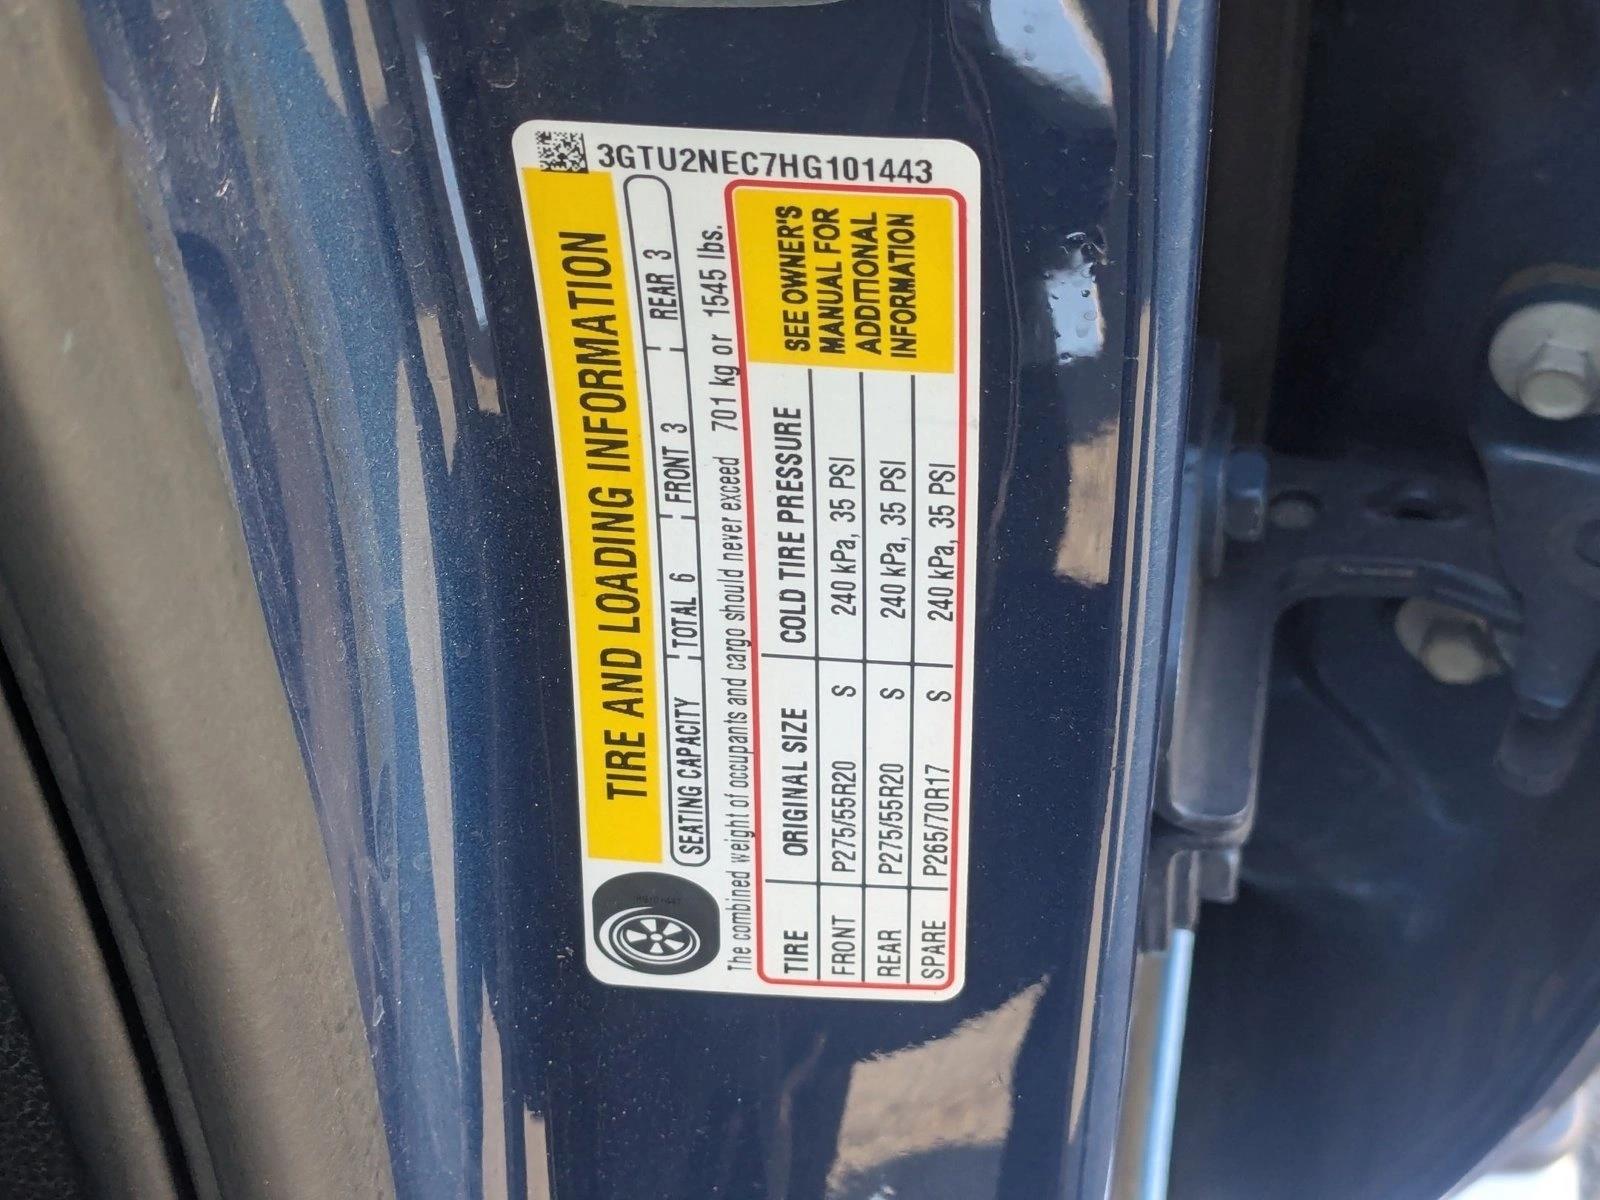 3GTU2NEC7HG101443
TIRE AND LOADING INFORMATION
SEATING CAPACITY TOTAL 6 FRONT 3 REAR 3
The combined weight of occupants and cargo should never exceed 701 kg or 1545 lbs.
TIRE ORIGINAL SIZE COLD TIRE PRESSURE
FRONT P275/55R20 S 240 kPa, 35 PSI
REAR P275/55R20 S 240 kPa, 35 PSI
SPARE P265/70R17 S 240 kPa, 35 PSI
SEE OWNER'S
MANUAL FOR
ADDITIONAL
INFORMATION